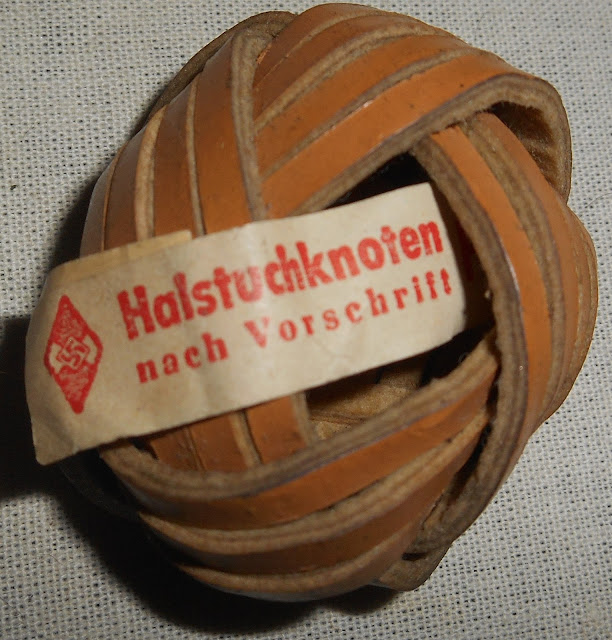 Halstuchknoten
nach Vorschrift